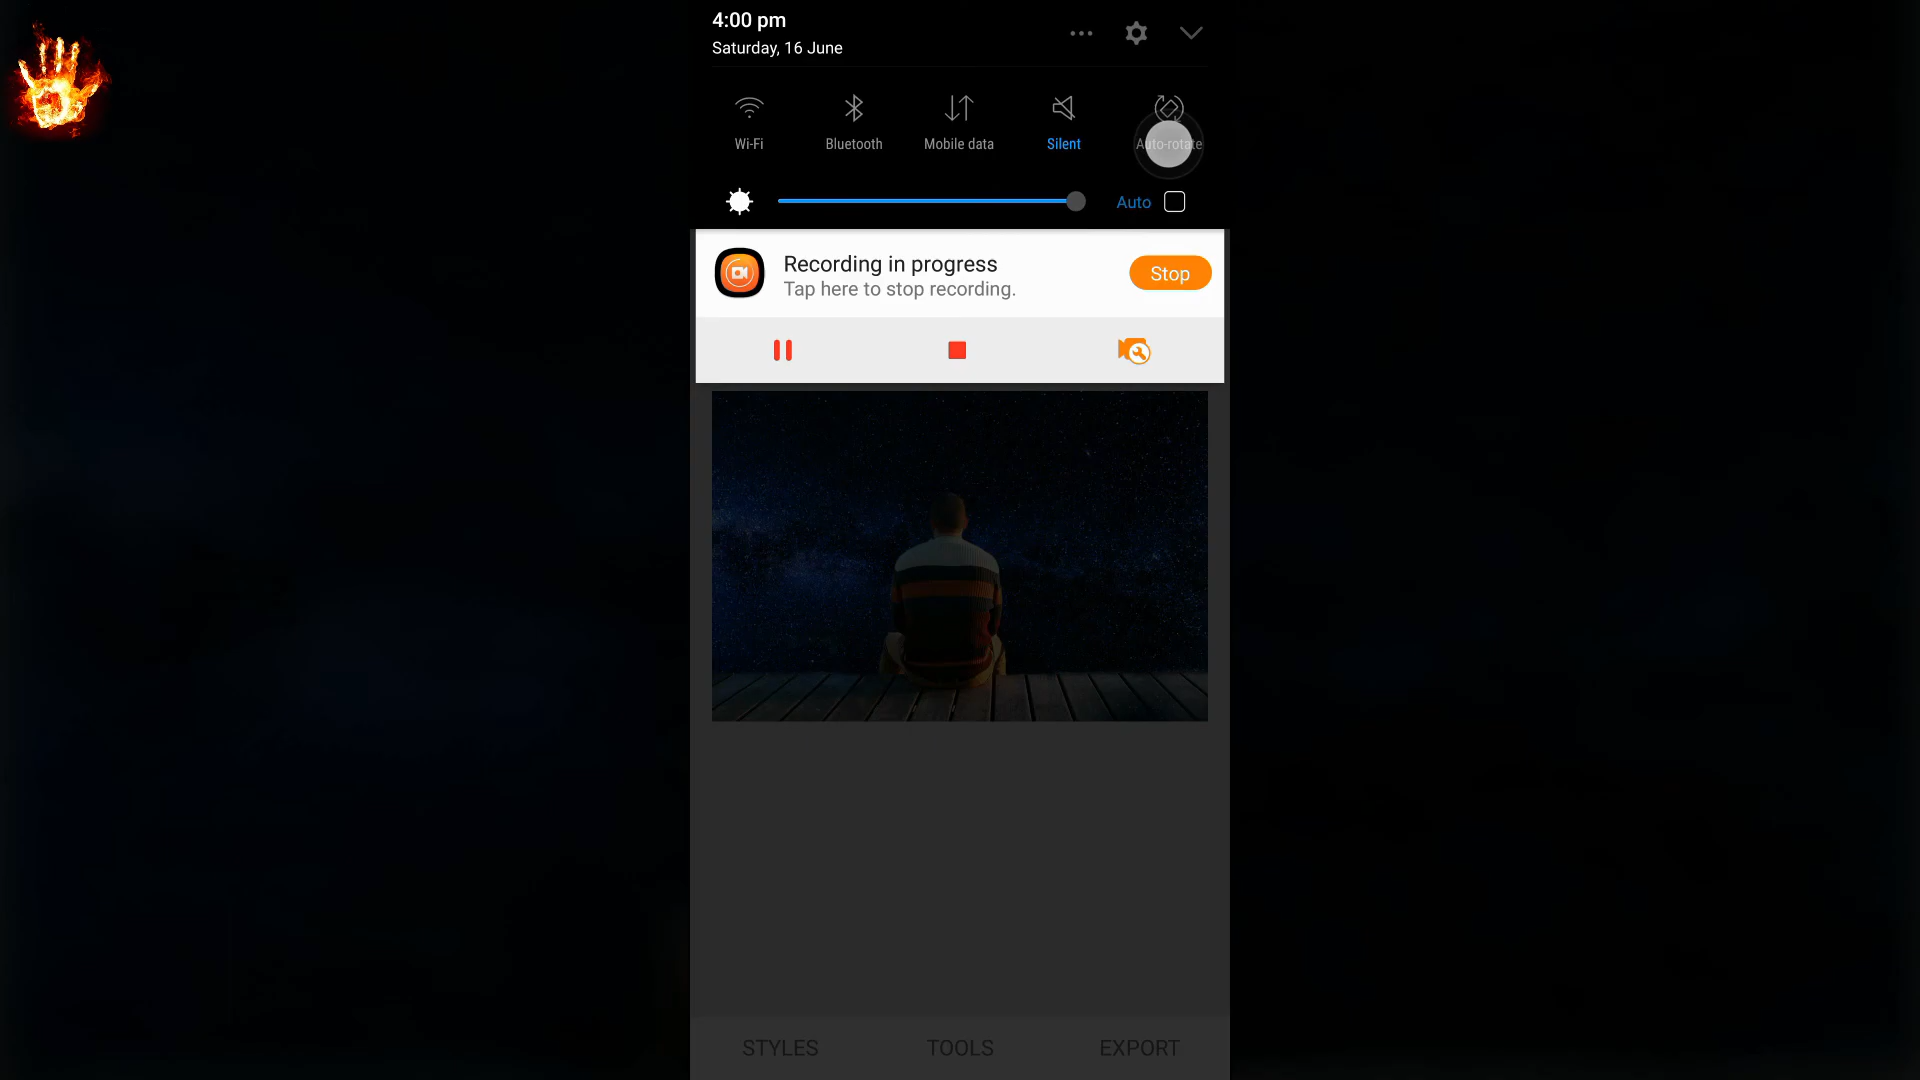 4:00 pm
Saturday, 16 June
Wi-Fi
Bluetooth
Mobile data
Silent
Auto-rotate
Auto
Recording in progress
Tap here to stop recording.
Stop
STYLES
TOOLS
EXPORT